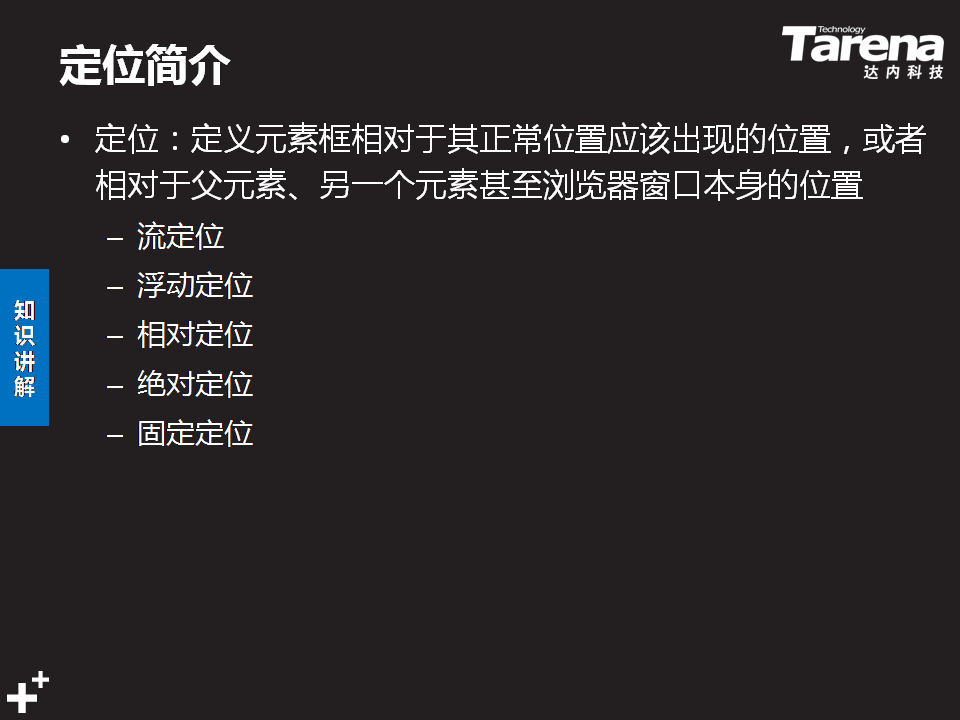 定位简介
Technology
Tarena
达内科技
• 定位：定义元素框相对于其正常位置应该出现的位置，或者
相对于父元素、另一个元素甚至浏览器窗口本身的位置
– 流定位
– 浮动定位
– 相对定位
– 绝对定位
– 固定定位
知识讲解